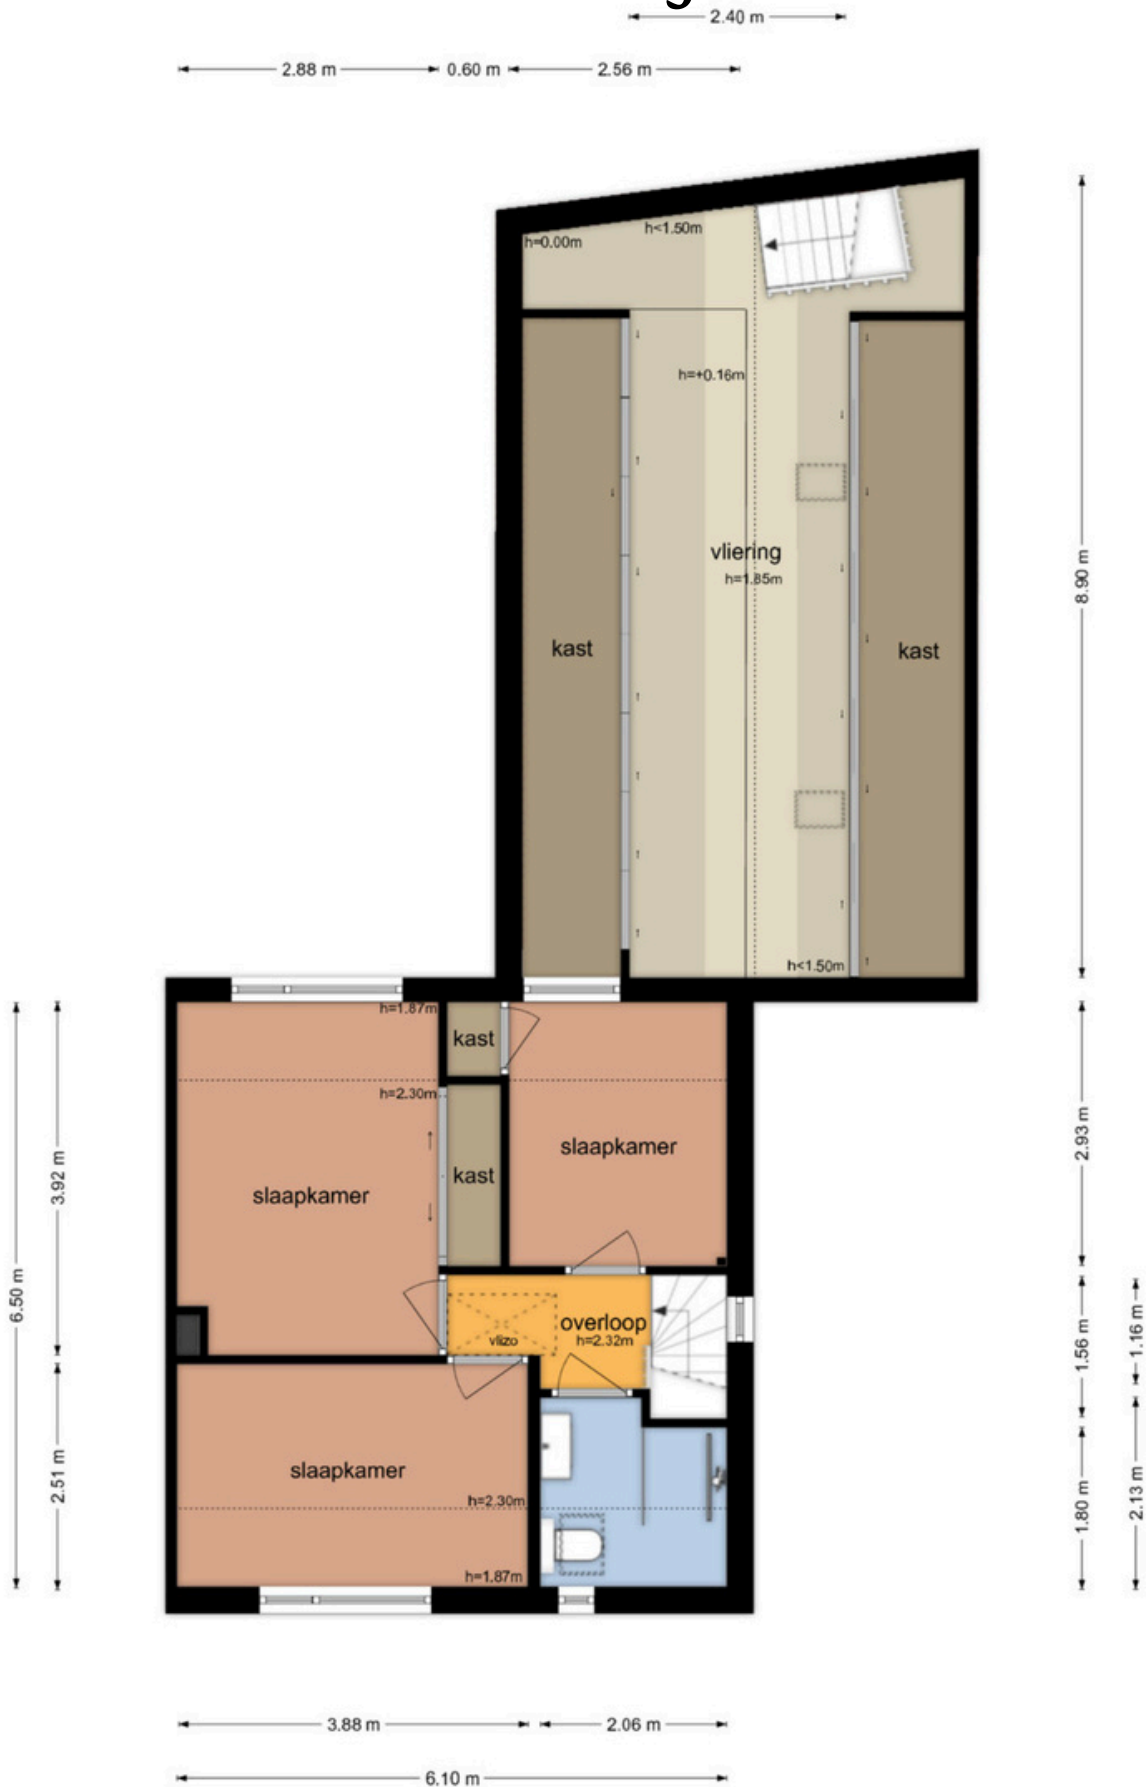 2.40 m
2.88 m
0.60 m
2.56 m
h<1.50m
h=0.00m
h=+0.16m
vliering
h=1.85m
8.90 m
kast
kast
h<1.50m
h=1.87m
kast
h=2.30m
slaapkamer
2.93 m
kast
slaapkamer
3.92 m
6.50 m
overloop
h=2.32m
vlizo
1.56 m
1.16 m
slaapkamer
2.51 m
h=2.30m
1.80 m
2.13 m
h=1.87m
3.88 m
2.06 m
6.10 m